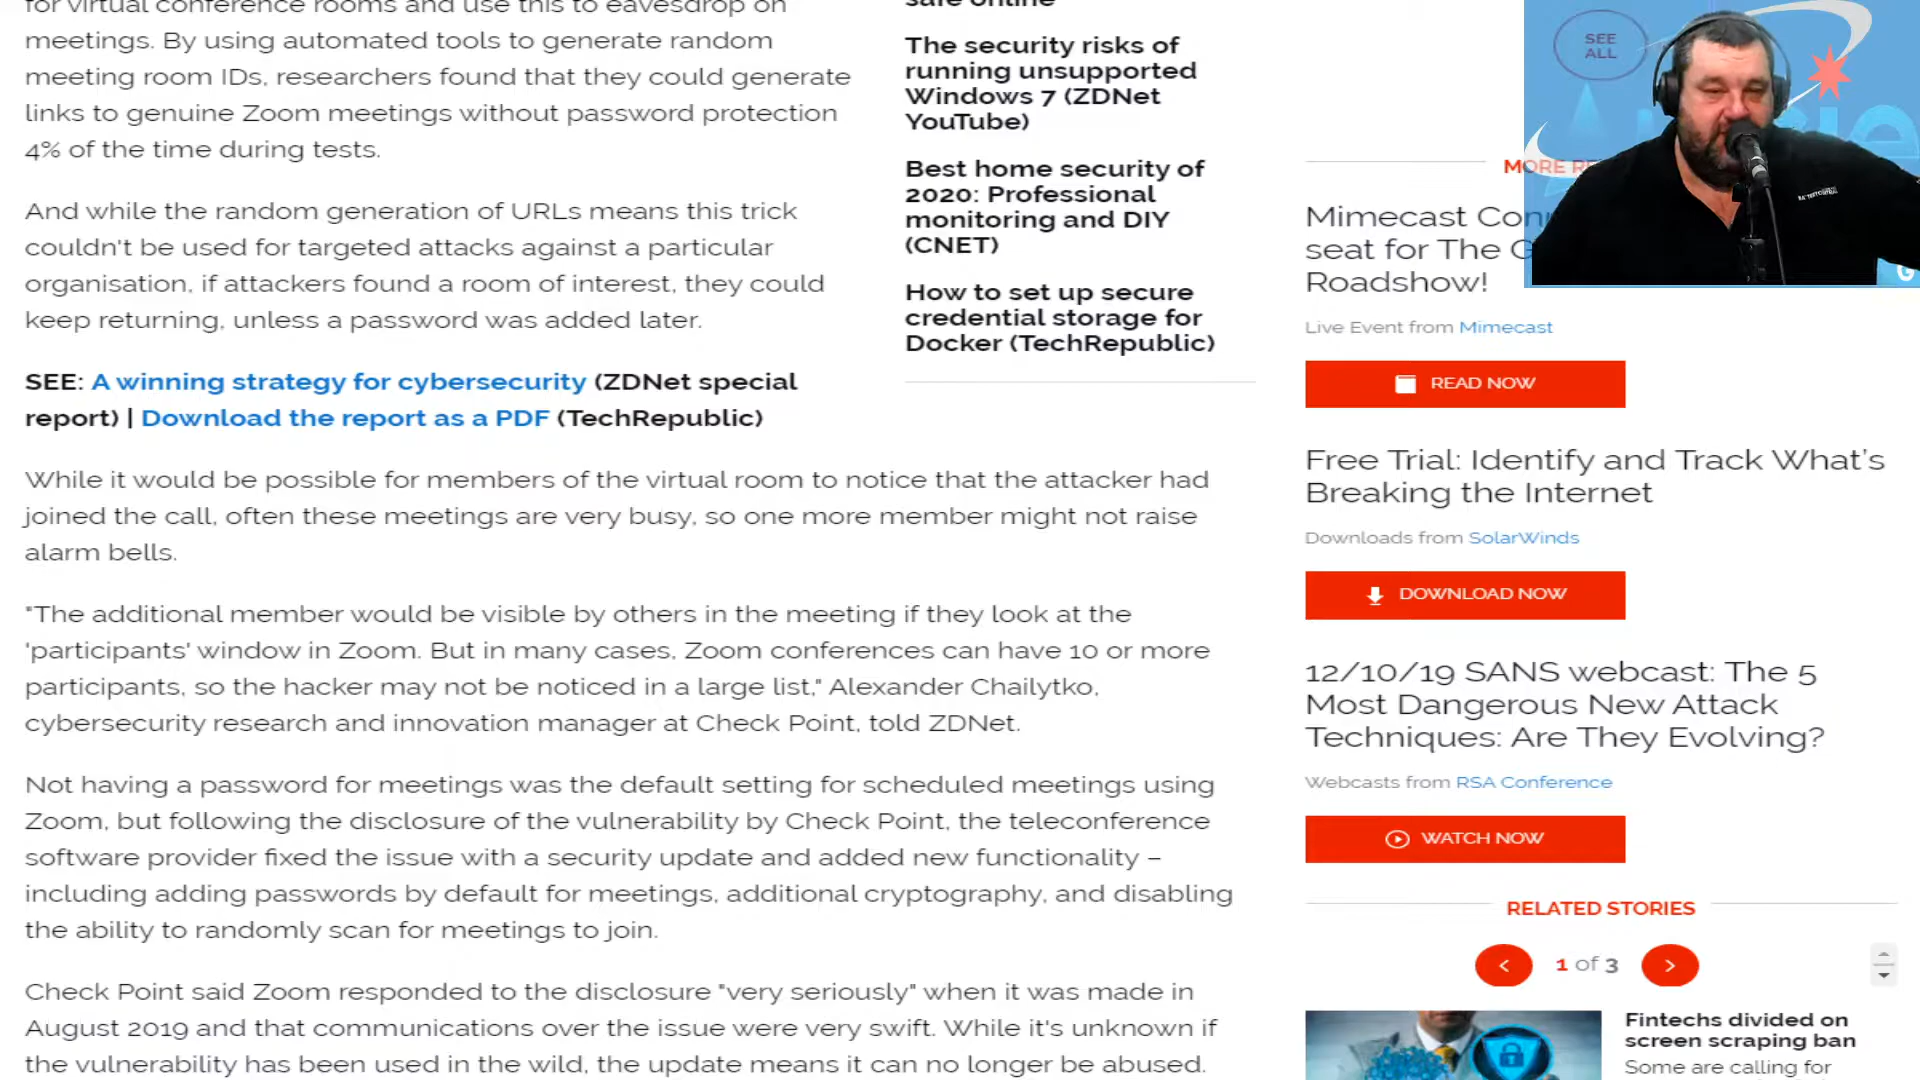 for virtual conference rooms and use this to eavesdrop on
meetings. By using automated tools to generate random
meeting room IDs, researchers found that they could generate
links to genuine Zoom meetings without password protection
4% of the time during tests.
And while the random generation of URLs means this trick
couldn't be used for targeted attacks against a particular
organisation, if attackers found a room of interest, they could
keep returning, unless a password was added later.
SEE: A winning strategy for cybersecurity (ZDNet special
report) | Download the report as a PDF (TechRepublic)
While it would be possible for members of the virtual room to notice that the attacker had
joined the call, often these meetings are very busy, so one more member might not raise
alarm bells.
"The additional member would be visible by others in the meeting if they look at the
'participants' window in Zoom. But in many cases, Zoom conferences can have 10 or more
participants, so the hacker may not be noticed in a large list," Alexander Chailytko,
cybersecurity research and innovation manager at Check Point, told ZDNet.
Not having a password for meetings was the default setting for scheduled meetings using
Zoom, but following the disclosure of the vulnerability by Check Point, the teleconference
software provider fixed the issue with a security update and added new functionality –
including adding passwords by default for meetings, additional cryptography, and disabling
the ability to randomly scan for meetings to join.
Check Point said Zoom responded to the disclosure "very seriously" when it was made in
August 2019 and that communications over the issue were very swift. While it's unknown if
the vulnerability has been used in the wild, the update means it can no longer be abused.
safe online
The security risks of
running unsupported
Windows 7 (ZDNet
YouTube)
Best home security of
2020: Professional
monitoring and DIY
(CNET)
How to set up secure
credential storage for
Docker (TechRepublic)
SEE
ALL
MORE RE
Mimecast Con
seat for The
Roadshow!
Live Event from Mimecast
READ NOW
Free Trial: Identify and Track What's
Breaking the Internet
Downloads from SolarWinds
DOWNLOAD NOW
12/10/19 SANS webcast: The 5
Most Dangerous New Attack
Techniques: Are They Evolving?
Webcasts from RSA Conference
WATCH NOW
RELATED STORIES
1 of 3
Fintechs divided on
screen scraping ban
Some are calling for